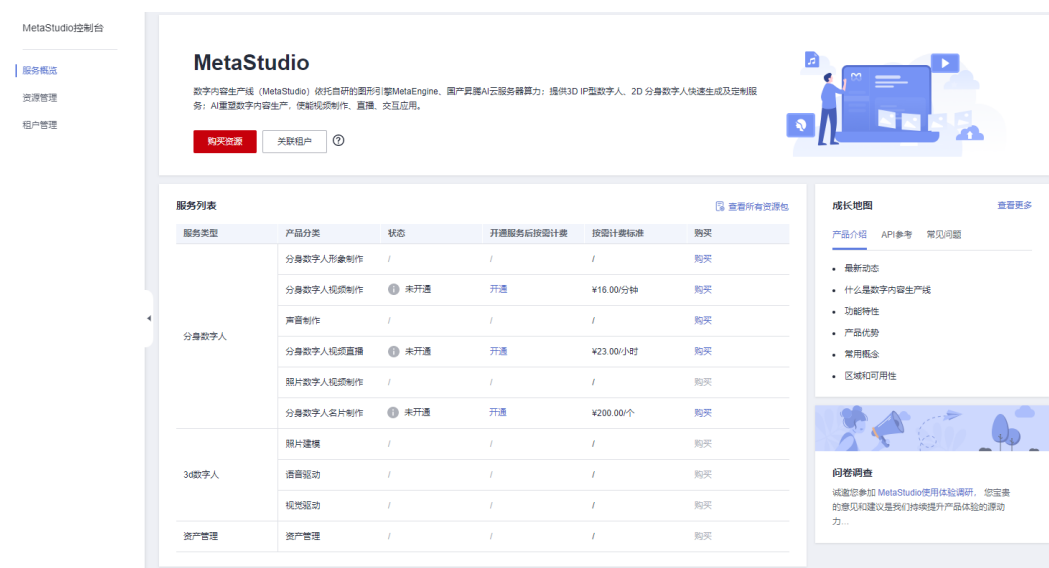 MetaStudio控制台
服务概览
资源管理
租户管理
MetaStudio
数字内容生产线（MetaStudio）依托自研的图形引擎MetaEngine、国产昇腾AI云服务器算力；提供3D IP型数字人、2D 分身数字人快速生成及定制服
务；AI重塑数字内容生产，使能视频制作、直播、交互应用。
购买资源 关联租户 ?
服务列表 查看所有资源包
服务类型 产品分类 状态 开通服务后按需计费 按需计费标准 购买
分身数字人形象制作 / / / 购买
分身数字人视频制作 未开通 开通 ¥16.00/分钟 购买
声音制作 / / / 购买
分身数字人
分身数字人视频直播 未开通 开通 ¥23.00/小时 购买
照片数字人视频制作 / / / 购买
分身数字人名片制作 未开通 开通 ¥200.00/个 购买
照片建模 / / / 购买
3d数字人 语音驱动 / / / 购买
视觉驱动 / / / 购买
资产管理 资产管理 / / / 购买
成长地图 查看更多
产品介绍 API参考 常见问题
• 最新动态
• 什么是数字内容生产线
• 功能特性
• 产品优势
• 常用概念
• 区域和可用性
问卷调查
诚邀您参加 MetaStudio使用体验调研， 您宝贵
的意见和建议是我们持续提升产品体验的源动
力...